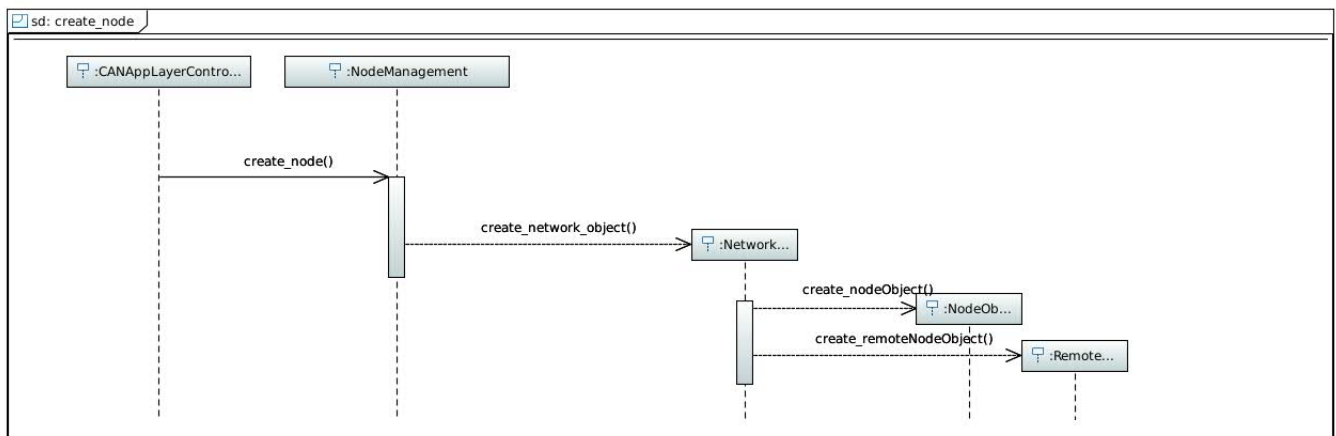 sd: create_node
:CANAppLayerContro...
:NodeManagement
create_node()
create_network_object()
:Network...
create_nodeObject()
:NodeOb...
create_remoteNodeObject()
:Remote...